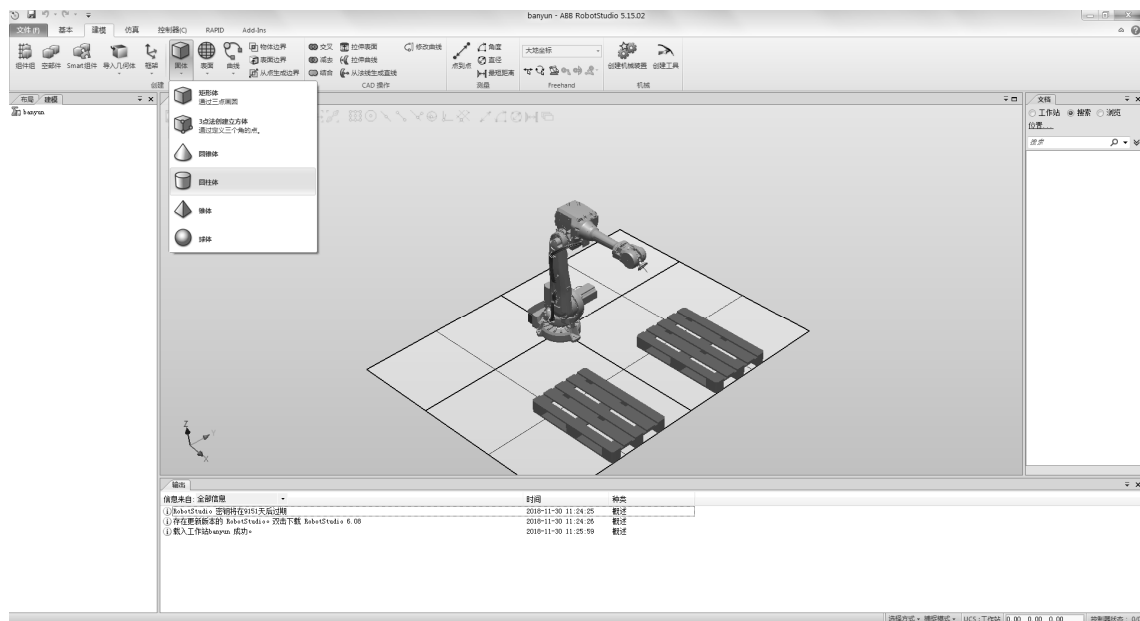 banyun - ABB RobotStudio 5.15.02
文件(F) 基本 建模 仿真 控制器(C) RAPID Add-Ins
组件组 空部件 Smart组件 导入几何体 框架 固体 表面 曲线
物体边界
表面边界
从点生成边界
交叉 拉伸表面
减去 拉伸曲线
结合 从法线生成直线
修改曲线
点到点
角度
直径
最短距离
大地坐标
创建机械装置 创建工具
创建 CAD 操作 测量 Freehand 机械
布局 建模
banyun
矩形体
通过三点画面
3点法创建立方体
通过定义三个角的点。
圆锥体
圆柱体
锥体
球体
文档
工作站 搜索 浏览
位置...
搜索
Z
Y
X
输出
信息来自: 全部信息 时间 种类
RobotStudio 密钥将在9151天后过期 2018-11-30 11:24:25 概述
存在更新版本的 RobotStudio。双击下载 RobotStudio 6.08 2018-11-30 11:24:26 概述
载入工作站banyun 成功。 2018-11-30 11:25:59 概述
选择方式 捕捉模式 UCS:工作站 0.00 0.00 0.00 控制器状态: 0/0